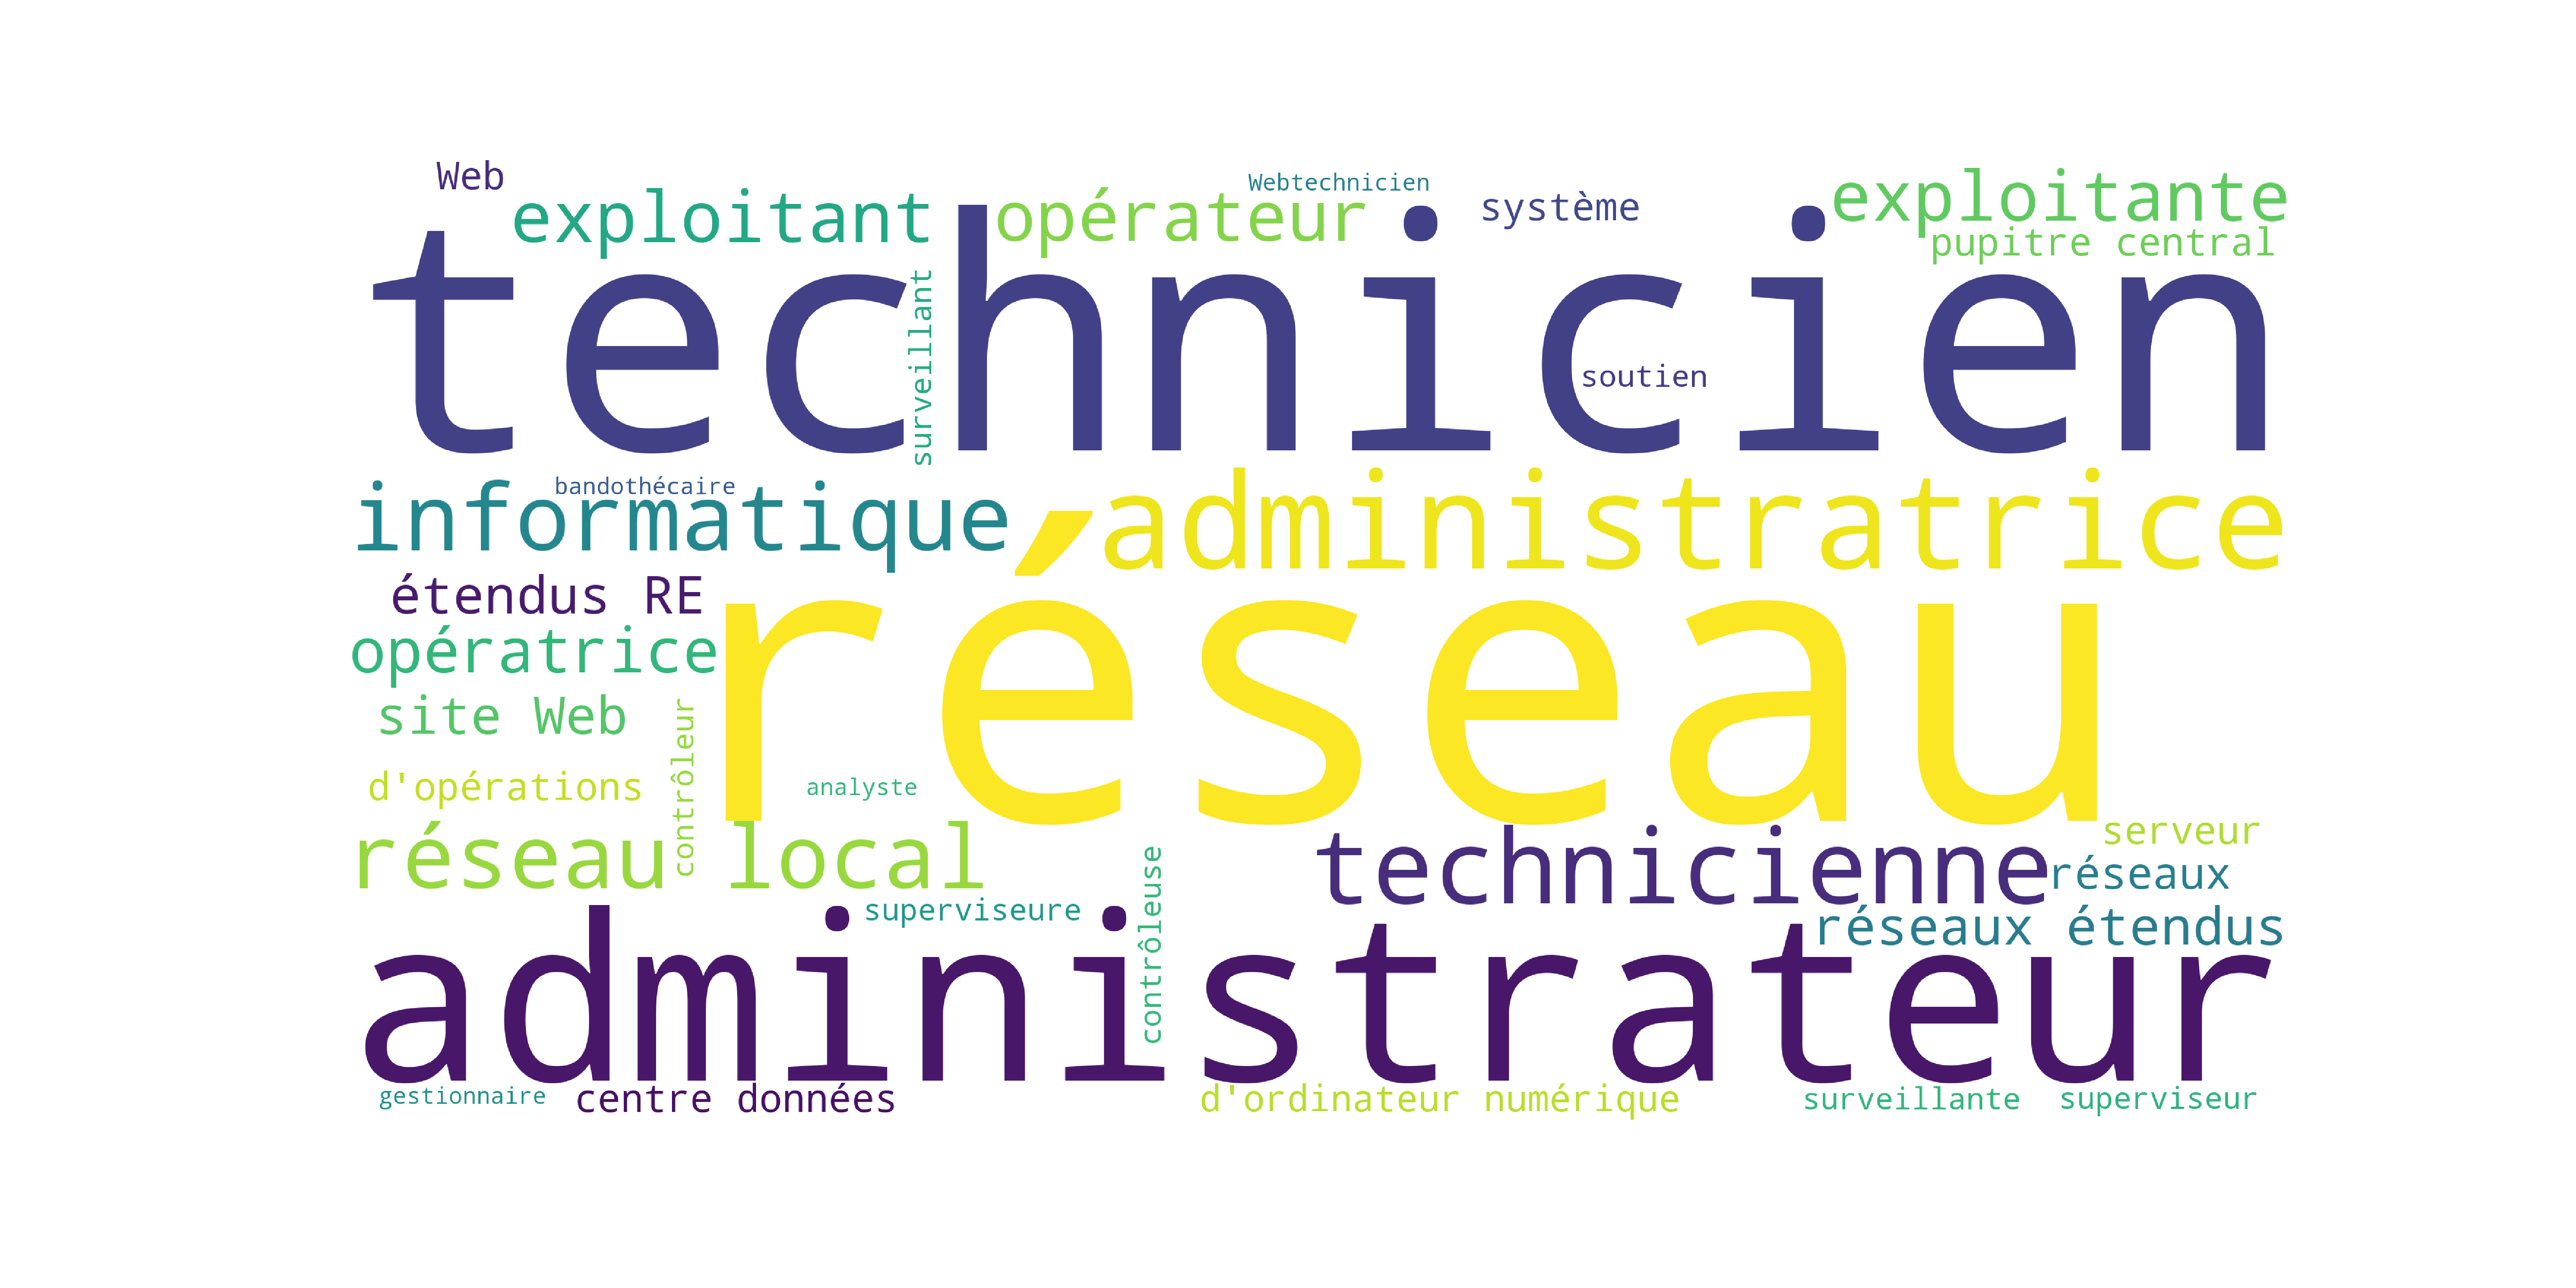 Web
exploitant
opérateur
Webtechnicien
système
exploitante
pupitre central
technicien
surveillant
soutien
informatique
bandothécaire
administratrice
étendus RE
réseau
opératrice
site Web
contrôleur
d'opérations
analyste
réseau local
technicienne
serveur
réseaux
contrôleuse
superviseure
réseaux étendus
administrateur
gestionnaire
centre données
d'ordinateur numérique
surveillante
superviseur